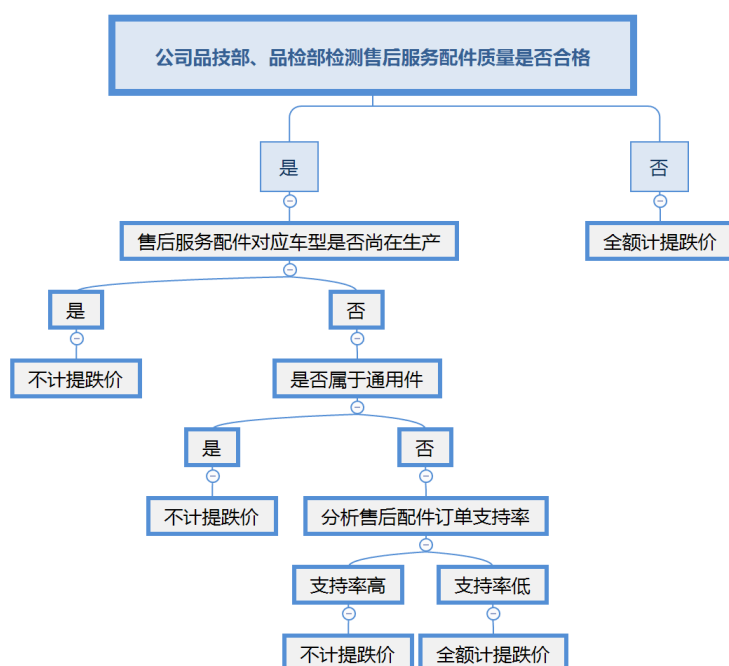 公司品技部、品检部检测售后服务配件质量是否合格
是
否
售后服务配件对应车型是否尚在生产
全额计提跌价
是
否
不计提跌价
是否属于通用件
是
否
不计提跌价
分析售后配件订单支持率
支持率高
支持率低
不计提跌价
全额计提跌价